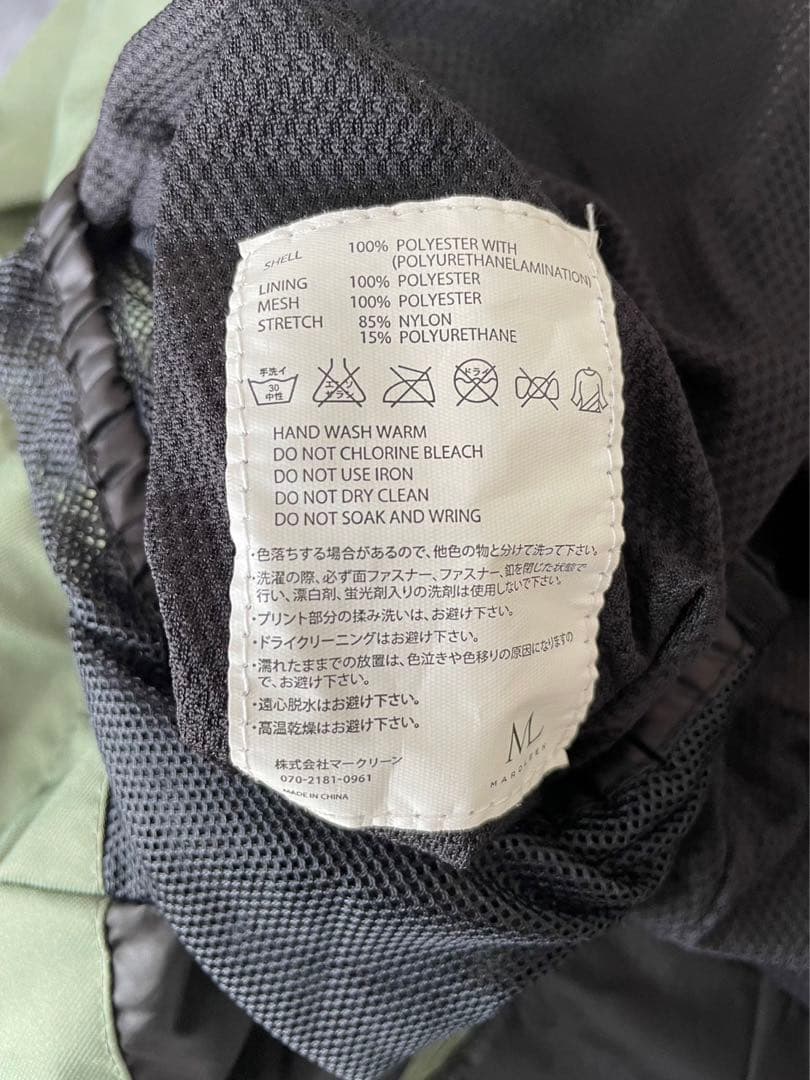 SHELL 100% POLYESTER WITH
(POLYURETHANELAMINATION)
LINING 100% POLYESTER
MESH 100% POLYESTER
STRETCH 85% NYLON
15% POLYURETHANE
手洗イ 30 中性 エンソ サラシ ドライ
HAND WASH WARM
DO NOT CHLORINE BLEACH
DO NOT USE IRON
DO NOT DRY CLEAN
DO NOT SOAK AND WRING
・色落ちする場合があるので、他色の物と分けて洗って下さい。
・洗濯の際、必ず面ファスナー、ファスナー、釦を閉じた状態で
行い、漂白剤、蛍光剤入りの洗剤は使用しないで下さい。
・プリント部分の揉み洗いは、お避け下さい。
・ドライクリーニングはお避け下さい。
・濡れたままでの放置は、色泣きや色移りの原因になりますの
で、お避け下さい。
・遠心脱水はお避け下さい。
・高温乾燥はお避け下さい。
株式会社マークリーン
070-2181-0961
MADE IN CHINA
ML
MARQLEEN